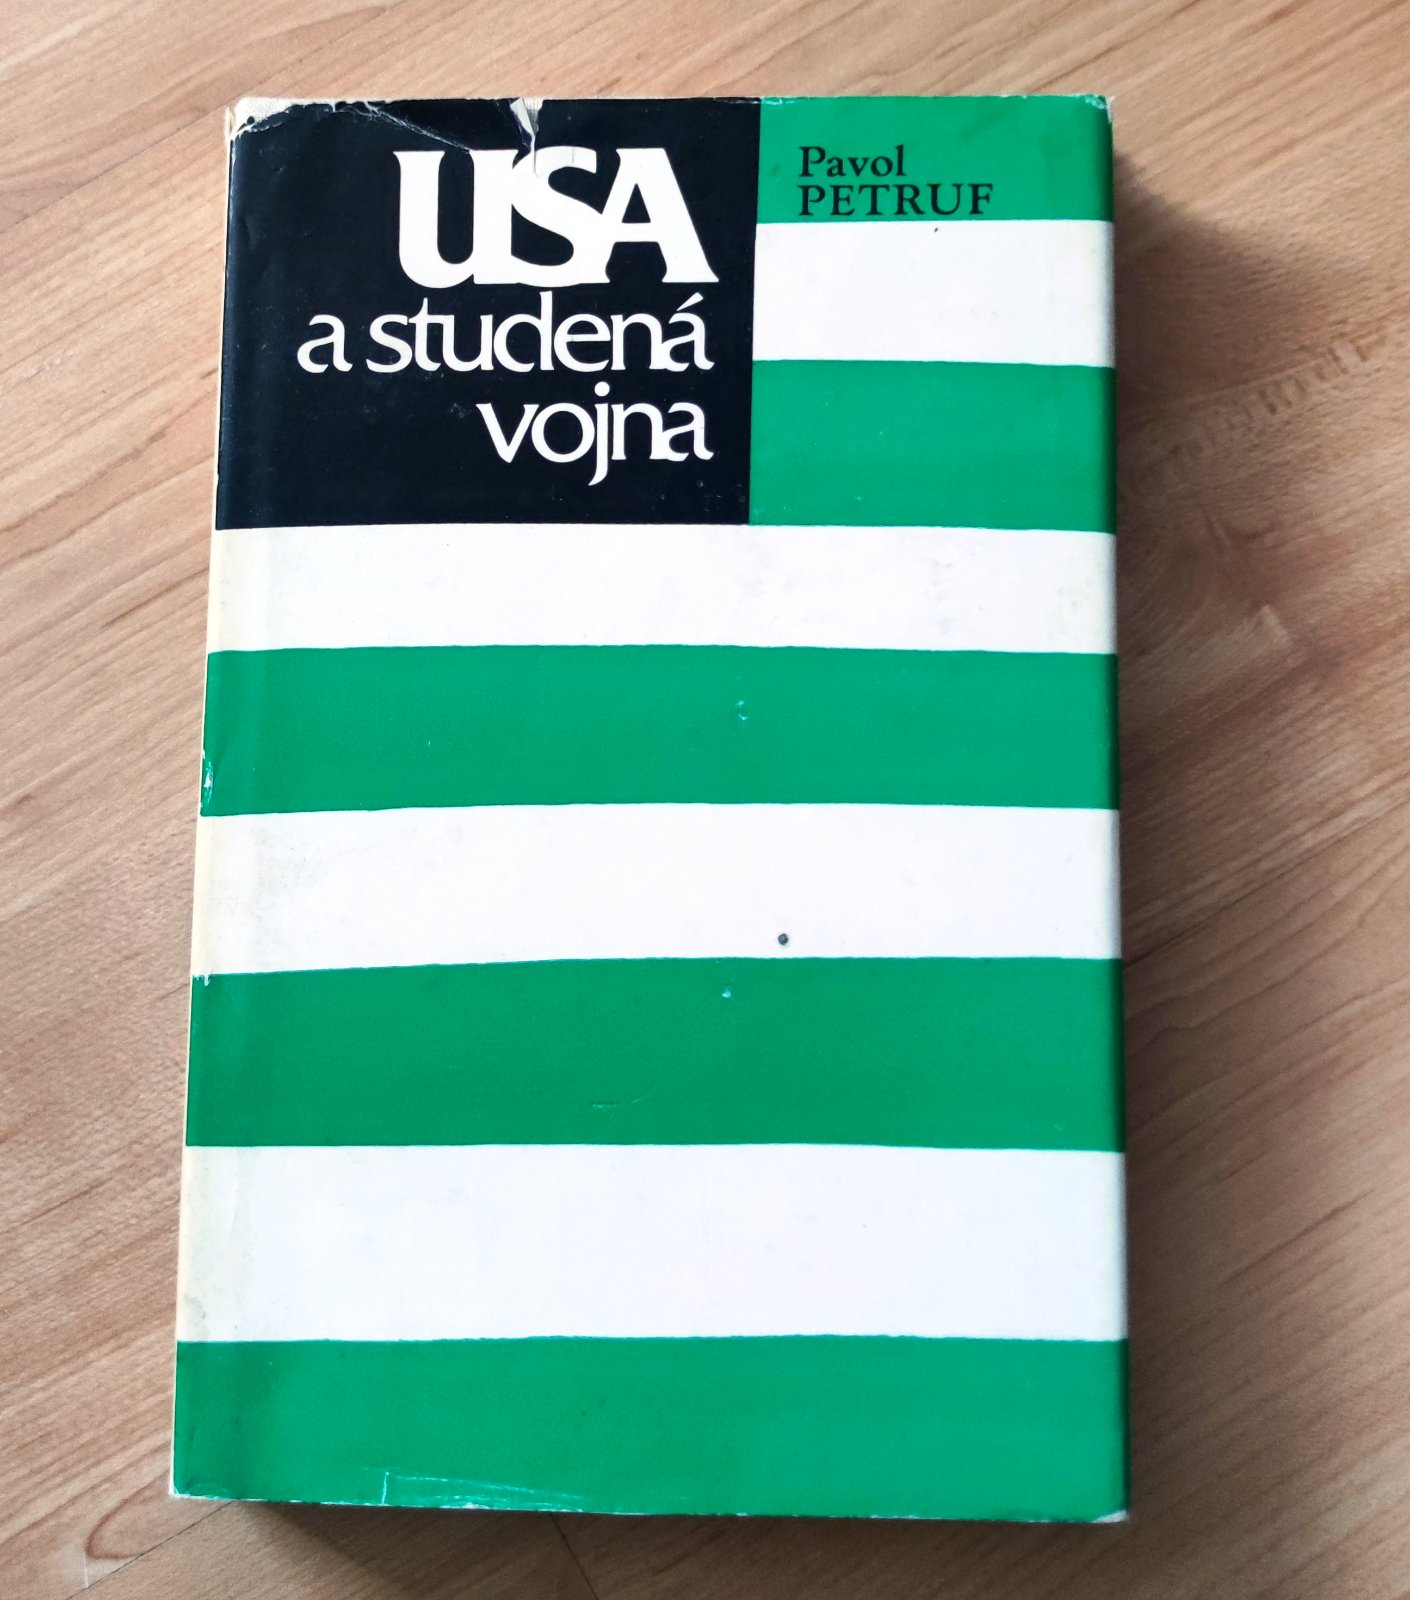 USA
a studená
vojna
Pavol
PETRUF